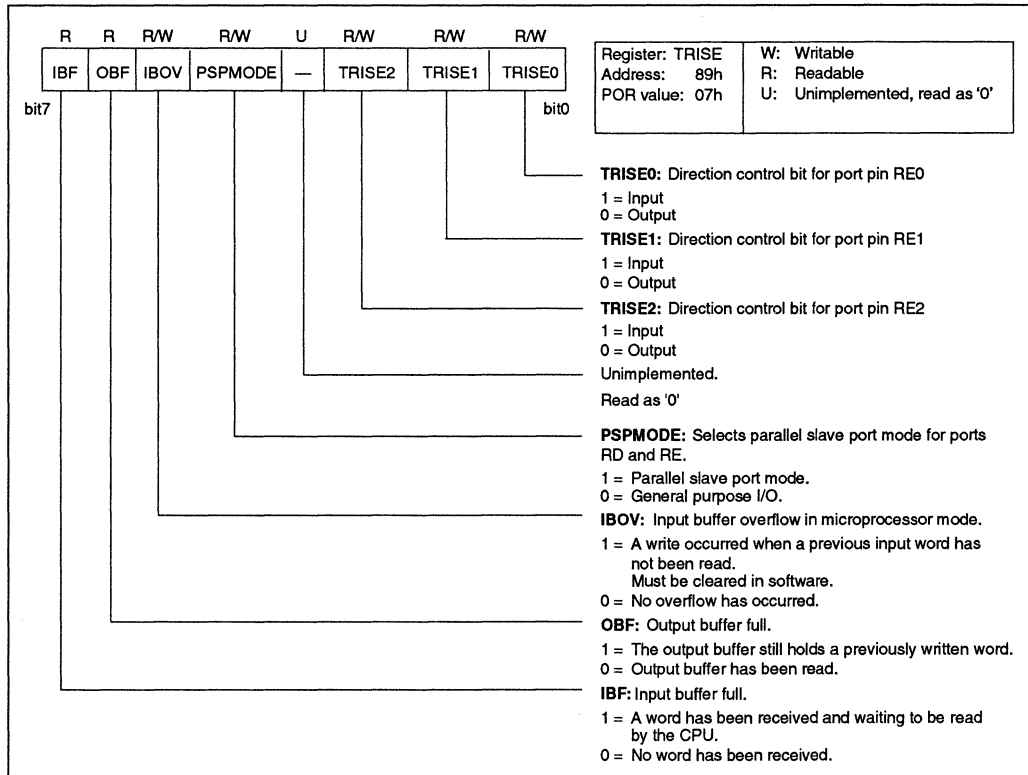 R R R/W R/W U R/W R/W R/W
IBF OBF IBOV PSPMODE — TRISE2 TRISE1 TRISE0
bit7 bit0
Register: TRISE
Address: 89h
POR value: 07h
W: Writable
R: Readable
U: Unimplemented, read as '0'
TRISE0: Direction control bit for port pin RE0
1 = Input
0 = Output
TRISE1: Direction control bit for port pin RE1
1 = Input
0 = Output
TRISE2: Direction control bit for port pin RE2
1 = Input
0 = Output
Unimplemented.
Read as '0'
PSPMODE: Selects parallel slave port mode for ports
RD and RE.
1 = Parallel slave port mode.
0 = General purpose I/O.
IBOV: Input buffer overflow in microprocessor mode.
1 = A write occurred when a previous input word has
not been read.
Must be cleared in software.
0 = No overflow has occurred.
OBF: Output buffer full.
1 = The output buffer still holds a previously written word.
0 = Output buffer has been read.
IBF: Input buffer full.
1 = A word has been received and waiting to be read
by the CPU.
0 = No word has been received.